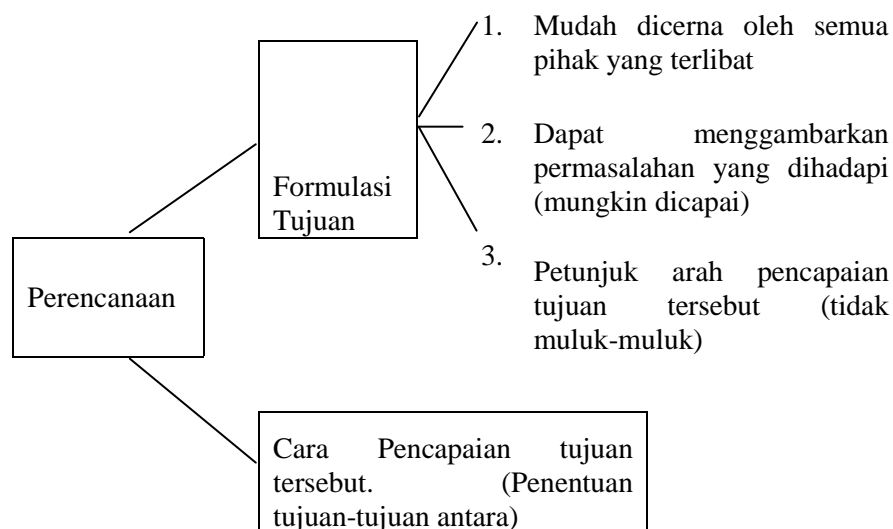 1. Mudah dicerna oleh semua
pihak yang terlibat
2. Dapat menggambarkan
permasalahan yang dihadapi
(mungkin dicapai)
3. Petunjuk arah pencapaian
tujuan tersebut (tidak
muluk-muluk)
Formulasi
Tujuan
Perencanaan
Cara Pencapaian tujuan
tersebut. (Penentuan
tujuan-tujuan antara)